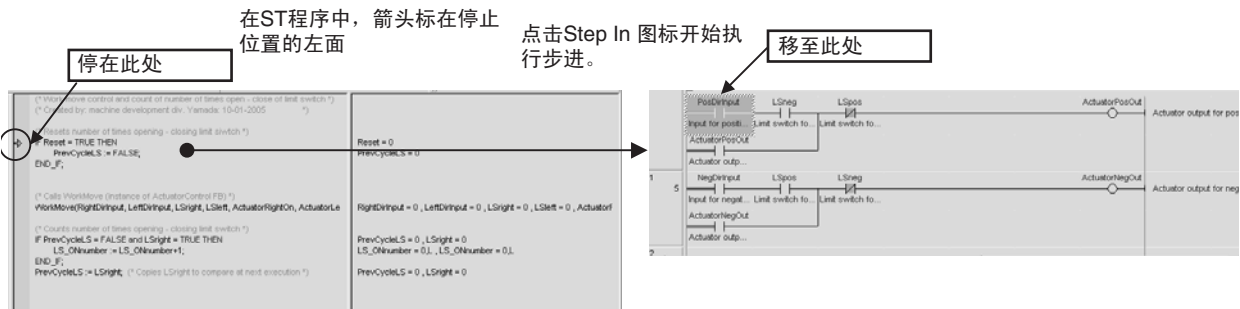 在ST程序中，箭头标在停止
位置的左面
点击Step In 图标开始执
行步进。
停在此处
移至此处
(* Workmove control and count of number of times open - close of limit switch *)
(* Created by: machine development div. Yamada: 10-01-2005 *)
Resets number of times opening - closing limit switch *)
IF Reset = TRUE THEN
PrevCycleLS := FALSE;
END_IF;
(* Calls WorkMove (Instance of ActuatorControl FB) *)
WorkMove(RightDirInput, LeftDirInput, LSright, LSleft, ActuatorRightOn, ActuatorLe
(* Counts number of times opening - closing limit switch *)
IF PrevCycleLS = FALSE and LSright = TRUE THEN
LS_ONnumber := LS_ONnumber+1;
END_IF;
PrevCycleLS := LSright; (* Copies LSright to compare at next execution *)
Reset = 0
PrevCycleLS = 0
RightDirInput = 0 , LeftDirInput = 0 , LSright = 0 , LSleft = 0 , Actuatorf
PrevCycleLS = 0 , LSright = 0
LS_ONnumber = 0,L , LS_ONnumber = 0,L
PrevCycleLS = 0 , LSright = 0
PosDirInput LSneg LSpos ActuatorPosOut
Input for positi... Limit switch fo... Limit switch fo... Actuator output for pos
ActuatorPosOut
Actuator outp...
1 5 NegDirInput LSpos LSneg ActuatorNegOut
Input for negat... Limit switch fo... Limit switch fo... Actuator output for neg
ActuatorNegOut
Actuator outp...